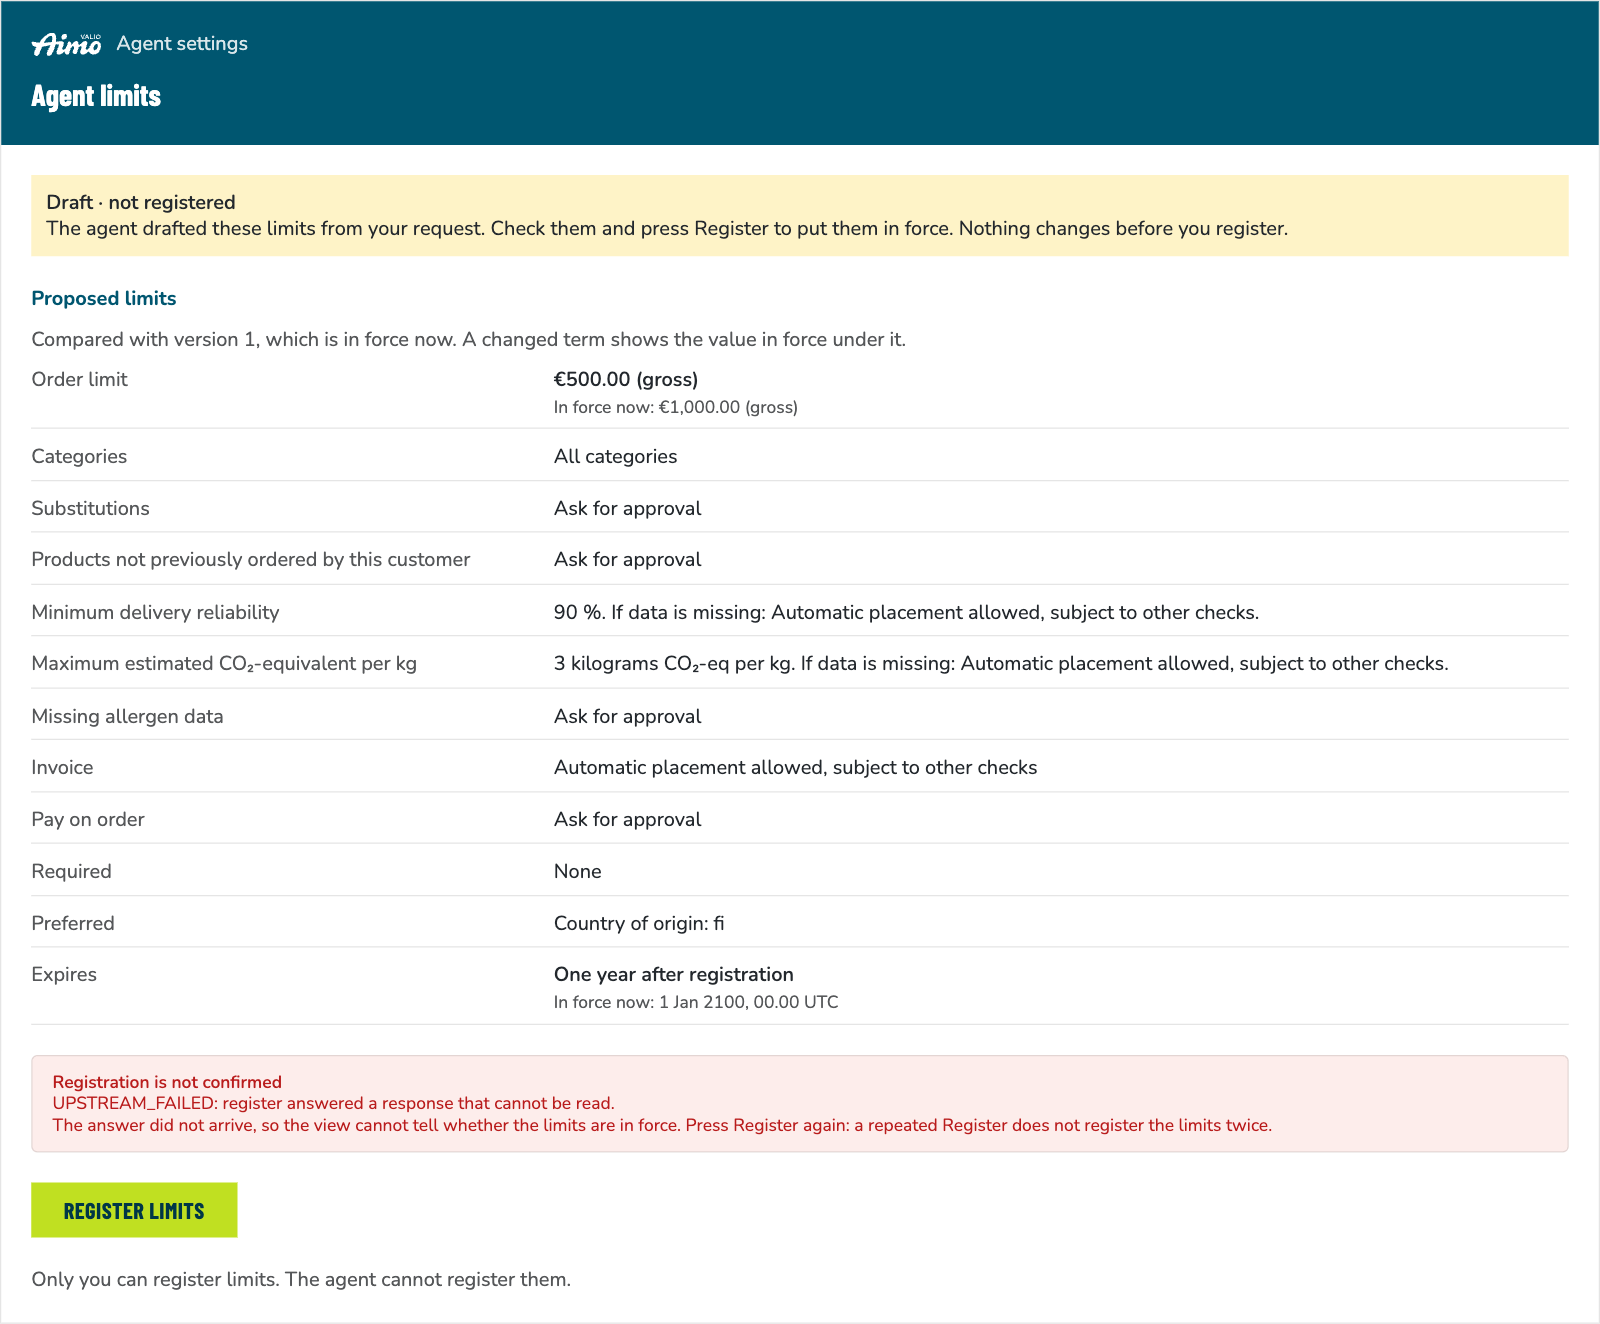 Aimo VALIO Agent settings
Agent limits
Draft · not registered
The agent drafted these limits from your request. Check them and press Register to put them in force. Nothing changes before you register.
Proposed limits
Compared with version 1, which is in force now. A changed term shows the value in force under it.
Order limit €500.00 (gross)
In force now: €1,000.00 (gross)
Categories All categories
Substitutions Ask for approval
Products not previously ordered by this customer Ask for approval
Minimum delivery reliability 90 %. If data is missing: Automatic placement allowed, subject to other checks.
Maximum estimated CO₂-equivalent per kg 3 kilograms CO₂-eq per kg. If data is missing: Automatic placement allowed, subject to other checks.
Missing allergen data Ask for approval
Invoice Automatic placement allowed, subject to other checks
Pay on order Ask for approval
Required None
Preferred Country of origin: fi
Expires One year after registration
In force now: 1 Jan 2100, 00.00 UTC
Registration is not confirmed
UPSTREAM_FAILED: register answered a response that cannot be read.
The answer did not arrive, so the view cannot tell whether the limits are in force. Press Register again: a repeated Register does not register the limits twice.
REGISTER LIMITS
Only you can register limits. The agent cannot register them.